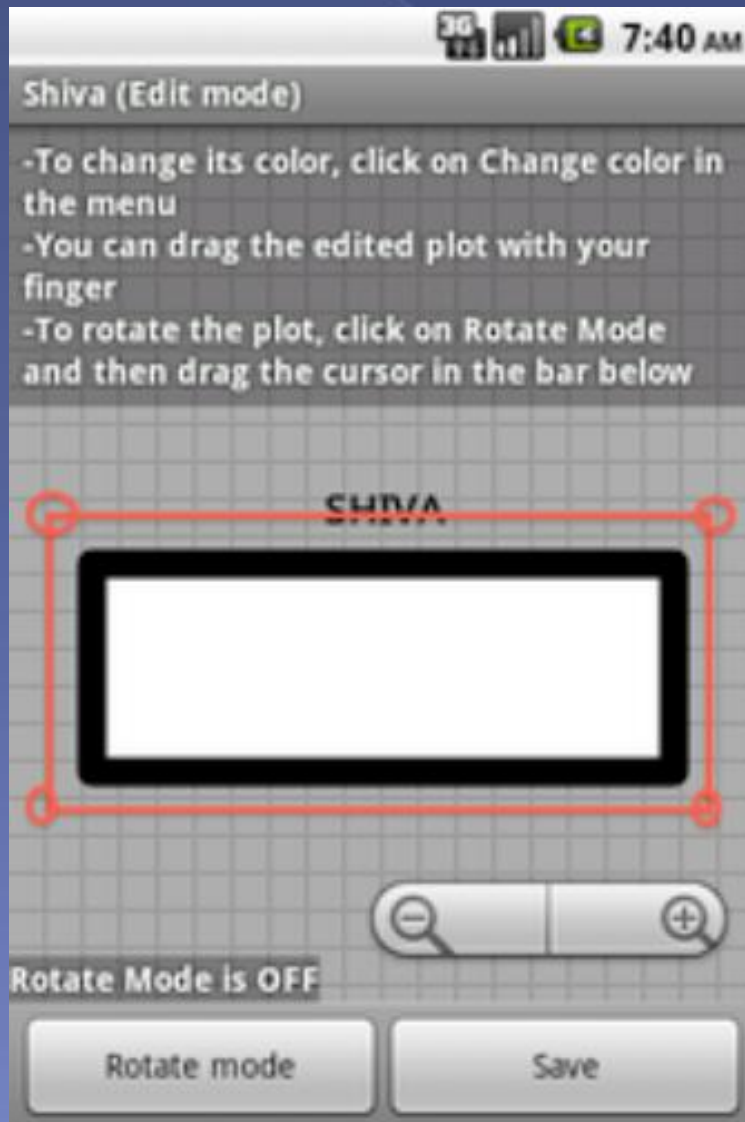 3G
7:40 AM
Shiva (Edit mode)
-To change its color, click on Change color in
the menu
-You can drag the edited plot with your
finger
-To rotate the plot, click on Rotate Mode
and then drag the cursor in the bar below
SHIVA
Rotate Mode is OFF
Rotate mode
Save